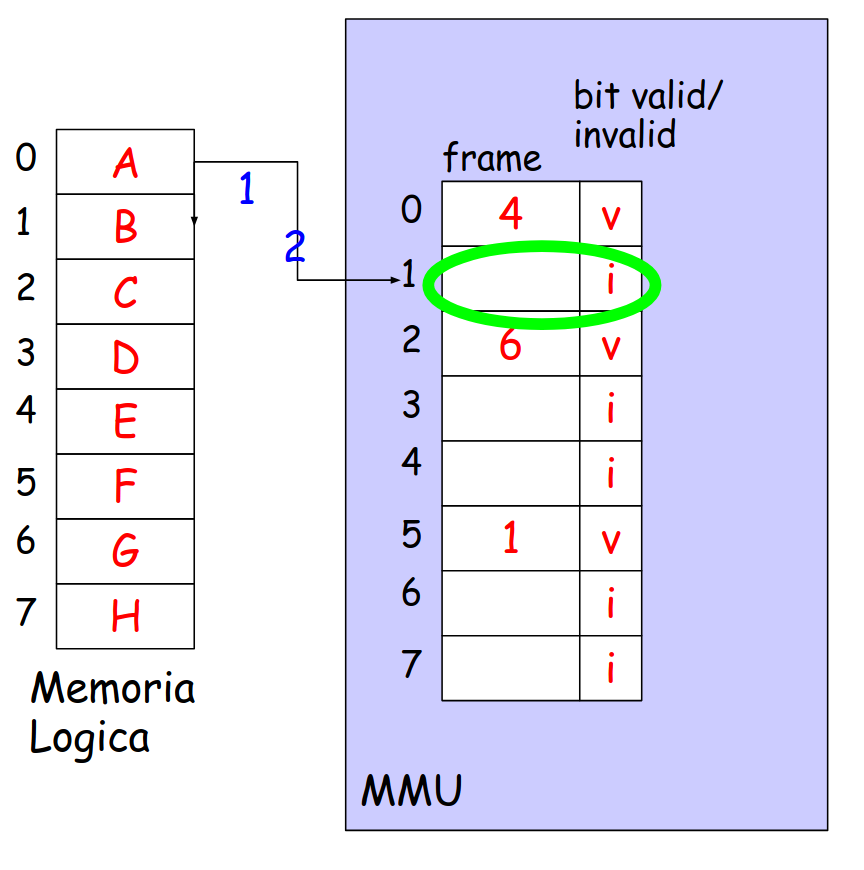 0 A
1 B
2 C
3 D
4 E
5 F
6 G
7 H
Memoria
Logica
1
2
bit valid/
invalid
frame
0 4 v
1 i
2 6 v
3 i
4 i
5 1 v
6 i
7 i
MMU